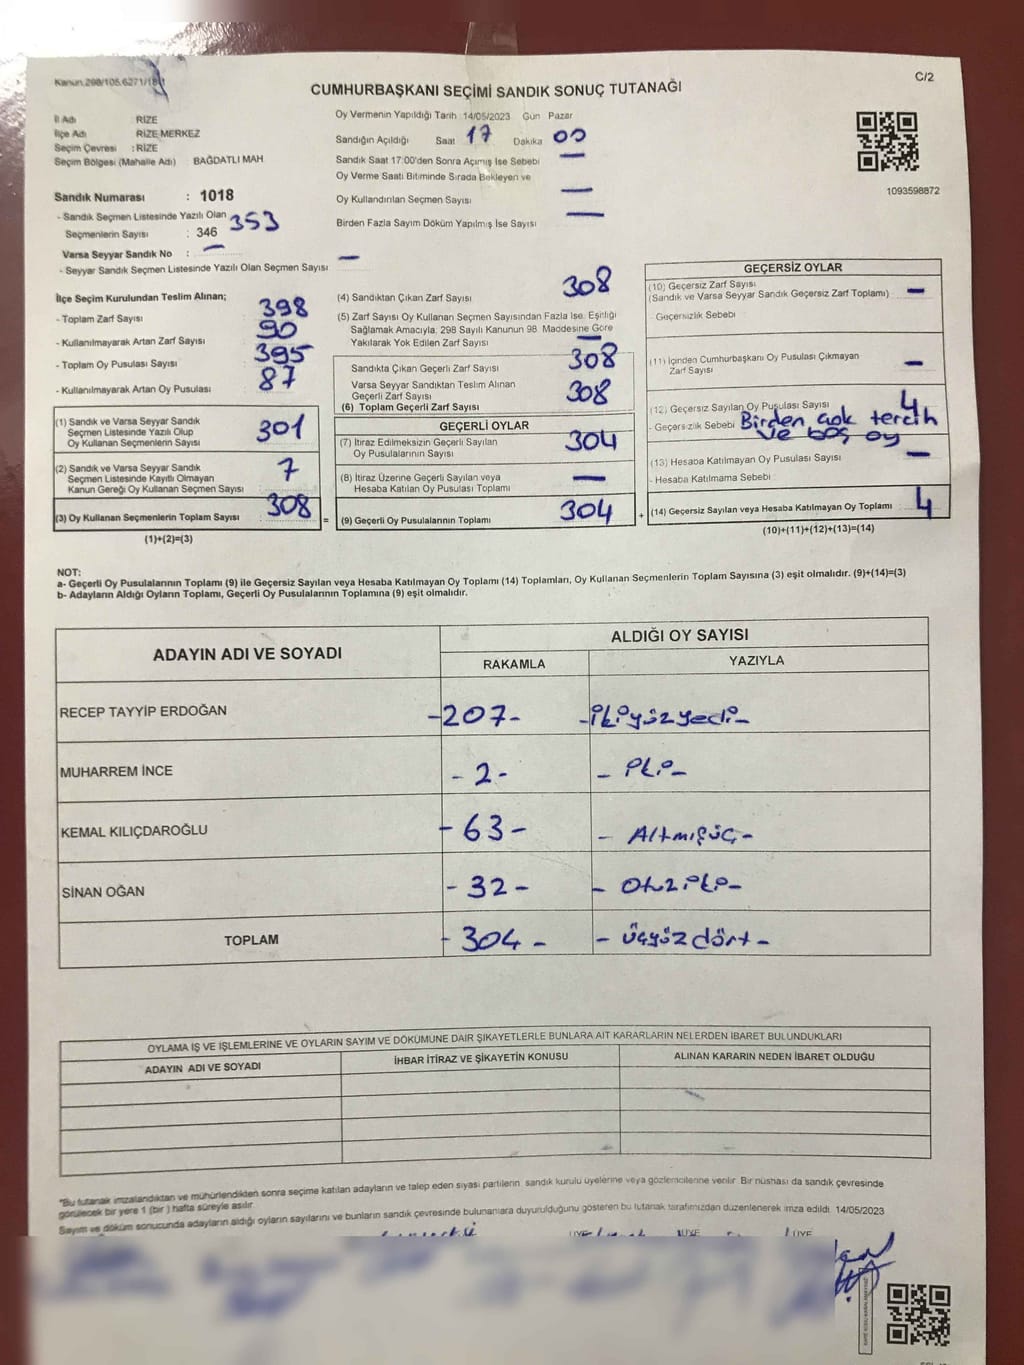 Kanun.298/105.6271/18
C/2
CUMHURBAŞKANI SEÇİMİ SANDIK SONUÇ TUTANAĞI
İl Adı RİZE
İlçe Adı RİZE MERKEZ
Seçim Çevresi : RİZE
Seçim Bölgesi (Mahalle Adı) BAĞDATLI MAH
Oy Vermenin Yapıldığı Tarih 14/05/2023 Gün Pazar
Sandığın Açıldığı Saat 17 Dakika 00
Sandık Saat 17:00'den Sonra Açımış İse Sebebi —
Oy Verme Saati Bitiminde Sırada Bekleyen ve
Oy Kullandırılan Seçmen Sayısı —
Birden Fazla Sayım Döküm Yapılmış İse Sayısı —
1093598872
Sandık Numarası : 1018
- Sandık Seçmen Listesinde Yazılı Olan
Seçmenlerin Sayısı : 346 353
Varsa Seyyar Sandık No : —
- Seyyar Sandık Seçmen Listesinde Yazılı Olan Seçmen Sayısı —
İlçe Seçim Kurulundan Teslim Alınan;
- Toplam Zarf Sayısı 398
- Kullanılmayarak Artan Zarf Sayısı 90
- Toplam Oy Pusulası Sayısı 395
- Kullanılmayarak Artan Oy Pusulası 87
(1) Sandık ve Varsa Seyyar Sandık
Seçmen Listesinde Yazılı Olup
Oy Kullanan Seçmenlerin Sayısı 301
(2) Sandık ve Varsa Seyyar Sandık
Seçmen Listesinde Kayıtlı Olmayan
Kanun Gereği Oy Kullanan Seçmen Sayısı 7
(3) Oy Kullanan Seçmenlerin Toplam Sayısı 308
(1)+(2)=(3)
=
(4) Sandıktan Çıkan Zarf Sayısı 308
(5) Zarf Sayısı Oy Kullanan Seçmen Sayısından Fazla İse. Eşitliği
Sağlamak Amacıyla, 298 Sayılı Kanunun 98. Maddesine Göre
Yakılarak Yok Edilen Zarf Sayısı —
Sandıkta Çıkan Geçerli Zarf Sayısı 308
Varsa Seyyar Sandıktan Teslim Alınan
Geçerli Zarf Sayısı
(6) Toplam Geçerli Zarf Sayısı 308
GEÇERLİ OYLAR
(7) İtiraz Edilmeksizin Geçerli Sayılan
Oy Pusulalarının Sayısı 304
(8) İtiraz Üzerine Geçerli Sayılan veya
Hesaba Katılan Oy Pusulası Toplamı —
(9) Geçerli Oy Pusulalarının Toplamı 304
+
GEÇERSİZ OYLAR
(10) Geçersiz Zarf Sayısı
(Sandık ve Varsa Seyyar Sandık Geçersiz Zarf Toplamı) —
- Geçersizlik Sebebi
(11) İçinden Cumhurbaşkanı Oy Pusulası Çıkmayan
Zarf Sayısı —
(12) Geçersiz Sayılan Oy Pusulası Sayısı 4
- Geçersizlik Sebebi Birden çok tercih
ve boş oy
(13) Hesaba Katılmayan Oy Pusulası Sayısı —
- Hesaba Katılmama Sebebi
(14) Geçersiz Sayılan veya Hesaba Katılmayan Oy Toplamı 4
(10)+(11)+(12)+(13)=(14)
NOT:
a- Geçerli Oy Pusulalarının Toplamı (9) ile Geçersiz Sayılan veya Hesaba Katılmayan Oy Toplamı (14) Toplamları, Oy Kullanan Seçmenlerin Toplam Sayısına (3) eşit olmalıdır. (9)+(14)=(3)
b- Adayların Aldığı Oyların Toplamı, Geçerli Oy Pusulalarının Toplamına (9) eşit olmalıdır.
ADAYIN ADI VE SOYADI
ALDIĞI OY SAYISI
RAKAMLA YAZIYLA
RECEP TAYYİP ERDOĞAN -207- -ikiyüzyedi-
MUHARREM İNCE -2- -iki-
KEMAL KILIÇDAROĞLU -63- -Altmışüç-
SİNAN OĞAN -32- -Otuziki-
TOPLAM -304- -üçyüzdört-
OYLAMA İŞ VE İŞLEMLERİNE VE OYLARIN SAYIM VE DÖKÜMÜNE DAİR ŞİKAYETLERLE BUNLARA AİT KARARLARIN NELERDEN İBARET BULUNDUKLARI
ADAYIN ADI VE SOYADI İHBAR İTİRAZ VE ŞİKAYETİN KONUSU ALINAN KARARIN NEDEN İBARET OLDUĞU
"Bu tutanak imzalandıktan ve mühürlendikten sonra seçime katılan adayların ve talep eden siyasi partilerin, sandık kurulu üyelerine veya gözlemcilerine verilir. Bir nüshası da sandık çevresinde
görülecek bir yere 1 (bir ) hafta süreyle asılır.
Sayım ve döküm sonucunda adayların aldığı oyların sayılarını ve bunların sandık çevresinde bulunanlara duyurulduğunu gösteren bu tutanak tarafımızdan düzenlenerek imza edildi. 14/05/2023
ÜYE ÜYE ÜYE